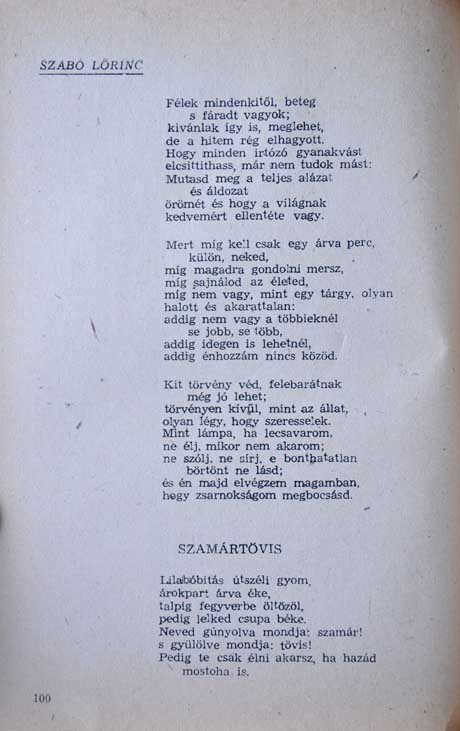 SZABÓ LŐRINC
Félek mindenkitől, beteg
s fáradt vagyok;
kívánlak így is, meglehet,
de a hitem rég elhagyott.
Hogy minden irtózó gyanakvást
elcsittithass, már nem tudok mást:
Mutasd meg a teljes alázat
és áldozat
örömét és hogy a világnak
kedvemért ellentéte vagy.
Mert míg kell csak egy árva perc,
külön, neked,
míg magadra gondolni mersz,
míg sajnálod az életed,
míg nem vagy, mint egy tárgy, olyan
halott és akarattalan:
addig nem vagy a többieknél
se jobb, se több,
addig idegen is lehetnél,
addig énhozzám nincs közöd.
Kit törvény véd, felebarátnak
még jó lehet;
törvényen kívűl, mint az állat,
olyan légy, hogy szeresselek.
Mint lámpa, ha lecsavarom,
ne élj, mikor nem akarom;
ne szólj, ne sírj, e bonthatatlan
börtönt ne lásd;
és én majd elvégzem magamban,
hogy zsarnokságom megbocsásd.
SZAMÁRTÖVIS
Lilabóbitás útszéli gyom,
árokpart árva éke,
talpig fegyverbe öltözöl,
pedig lelked csupa béke.
Neved gúnyolva mondja: szamár!
s gyülölve mondja: tövis!
Pedig te csak élni akarsz, ha hazád
mostoha is.
100